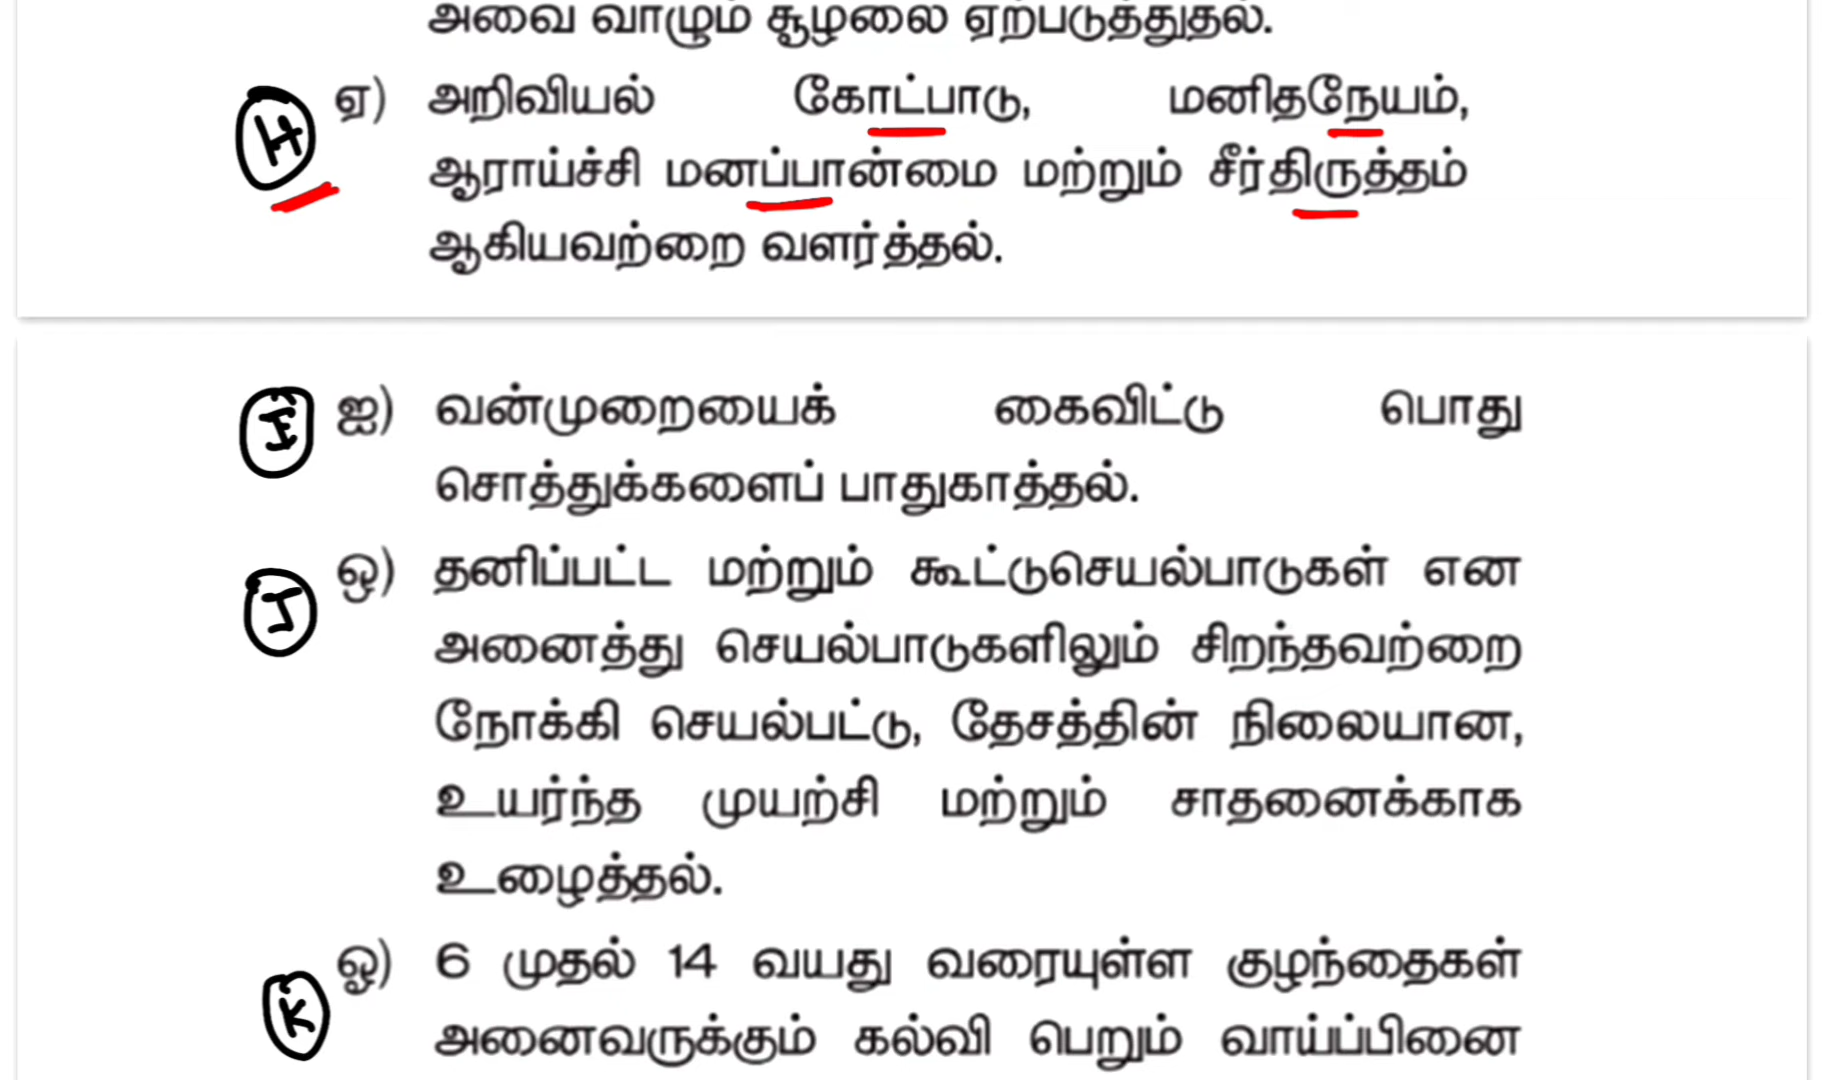 அவை வாழும் சூழலை ஏற்படுத்துதல்.
H ஏ) அறிவியல் கோட்பாடு, மனிதநேயம்,
ஆராய்ச்சி மனப்பான்மை மற்றும் சீர்திருத்தம்
ஆகியவற்றை வளர்த்தல்.
I ஐ) வன்முறையைக் கைவிட்டு பொது
சொத்துக்களைப் பாதுகாத்தல்.
J ஒ) தனிப்பட்ட மற்றும் கூட்டுசெயல்பாடுகள் என
அனைத்து செயல்பாடுகளிலும் சிறந்தவற்றை
நோக்கி செயல்பட்டு, தேசத்தின் நிலையான,
உயர்ந்த முயற்சி மற்றும் சாதனைக்காக
உழைத்தல்.
K ஓ) 6 முதல் 14 வயது வரையுள்ள குழந்தைகள்
அனைவருக்கும் கல்வி பெறும் வாய்ப்பினை